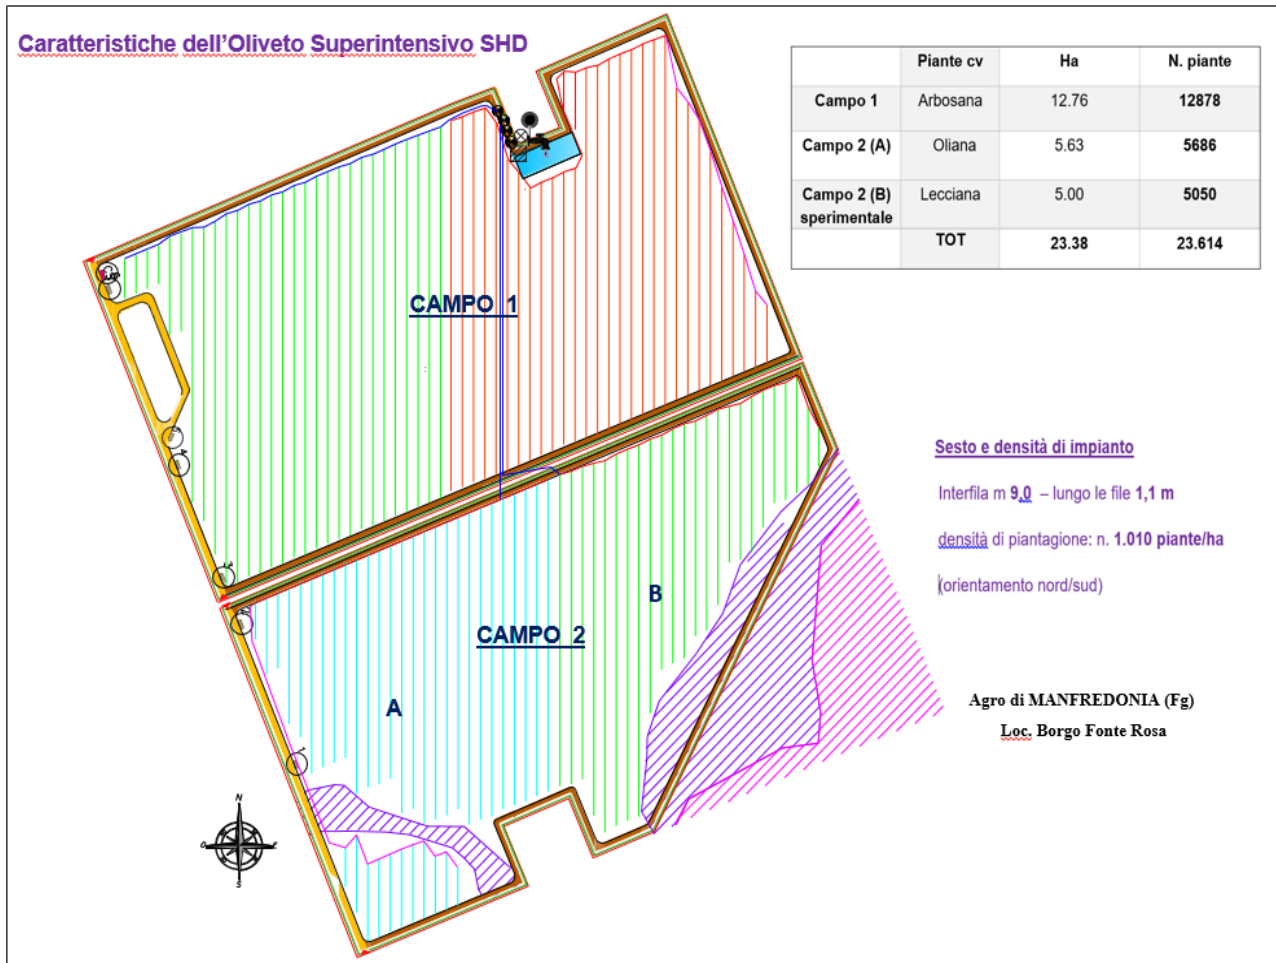 Caratteristiche dell'Oliveto Superintensivo SHD
Piante cv Ha N. piante
Campo 1 Arbosana 12.76 12878
Campo 2 (A) Oliana 5.63 5686
Campo 2 (B) Lecciana 5.00 5050
sperimentale
TOT 23.38 23.614
CAMPO 1
Sesto e densità di impianto
Interfila m 9,0 – lungo le file 1,1 m
densità di piantagione: n. 1.010 piante/ha
(orientamento nord/sud)
B
CAMPO 2
A
Agro di MANFREDONIA (Fg)
Loc. Borgo Fonte Rosa
1
N
O E
S